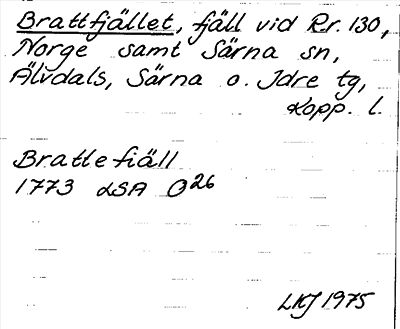 Brattfjället, fjäll vid Rr. 130,
Norge samt Särna sn,
Älvdals, Särna o. Idre tg,
Kopp. l.
Brattefiäll
1773 LSA O26
LKJ 1975